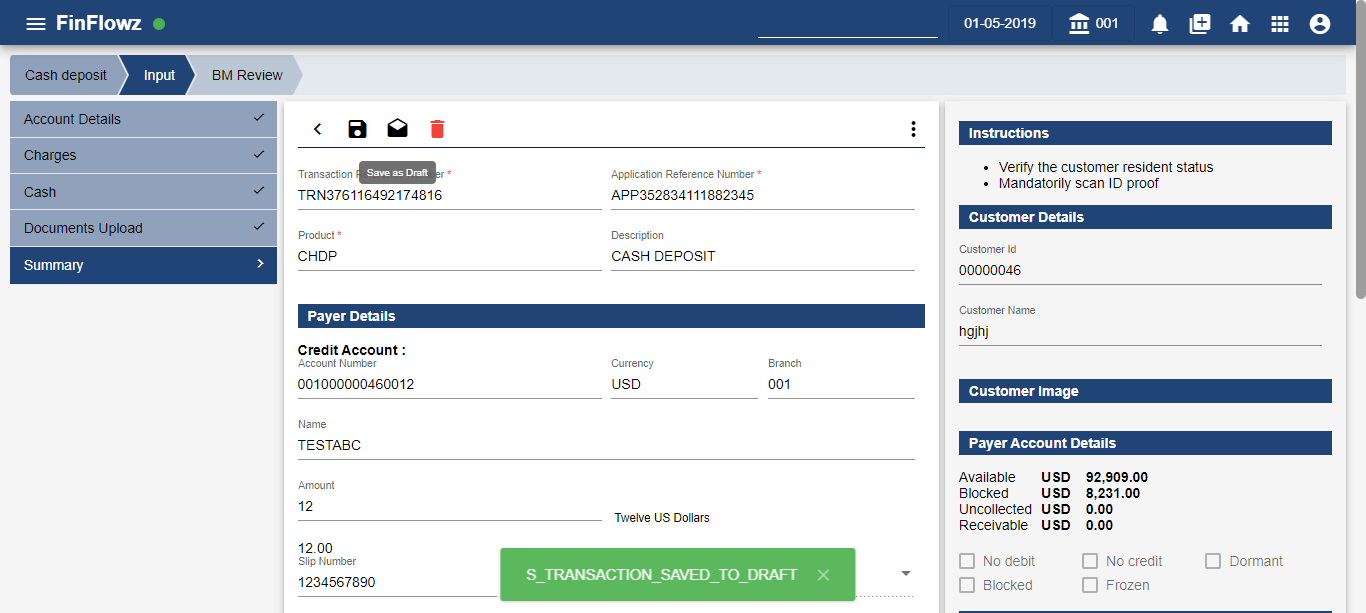 FinFlowz
01-05-2019
001
Cash deposit
Input
BM Review
Account Details
Charges
Cash
Documents Upload
Summary
Save as Draft
Transaction *
Application Reference Number *
TRN376116492174816
APP352834111882345
Product *
Description
CHDP
CASH DEPOSIT
Payer Details
Credit Account :
Account Number
Currency
Branch
001000000460012
USD
001
Name
TESTABC
Amount
12
Twelve US Dollars
12.00
Slip Number
1234567890
S_TRANSACTION_SAVED_TO_DRAFT
Instructions
• Verify the customer resident status
• Mandatorily scan ID proof
Customer Details
Customer Id
00000046
Customer Name
hgjhj
Customer Image
Payer Account Details
Available USD 92,909.00
Blocked USD 8,231.00
Uncollected USD 0.00
Receivable USD 0.00
No debit No credit Dormant
Blocked Frozen